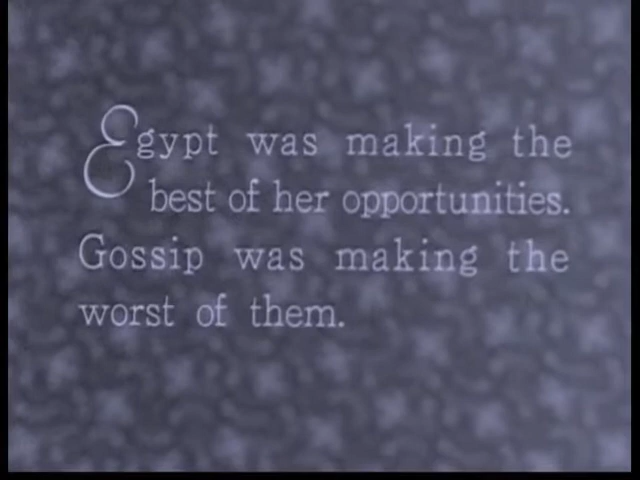 Egypt was making the
best of her opportunities.
Gossip was making the
worst of them.